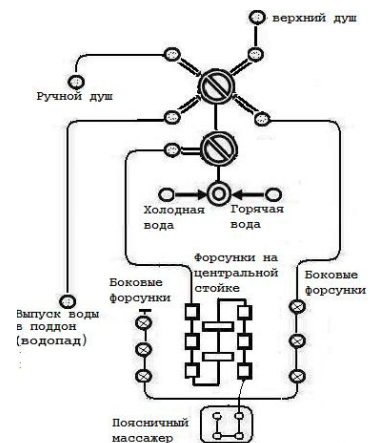 верхний душ
Ручной душ
Холодная
вода
Горячая
вода
Форсунки на
центральной
стойке
Боковые
форсунки
Боковые
форсунки
Выпуск воды
в поддон
(водопад)
Поясничный
массажер